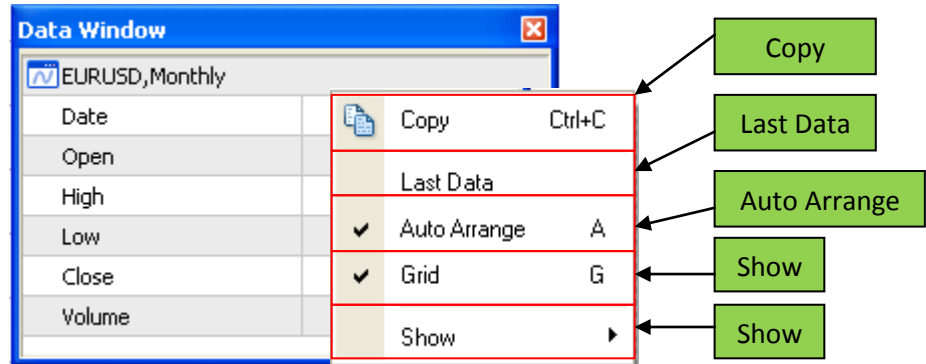 Data Window
EURUSD,Monthly
Date
Open
High
Low
Close
Volume
Copy Ctrl+C
Last Data
Auto Arrange A
Grid G
Show
Copy
Last Data
Auto Arrange
Show
Show